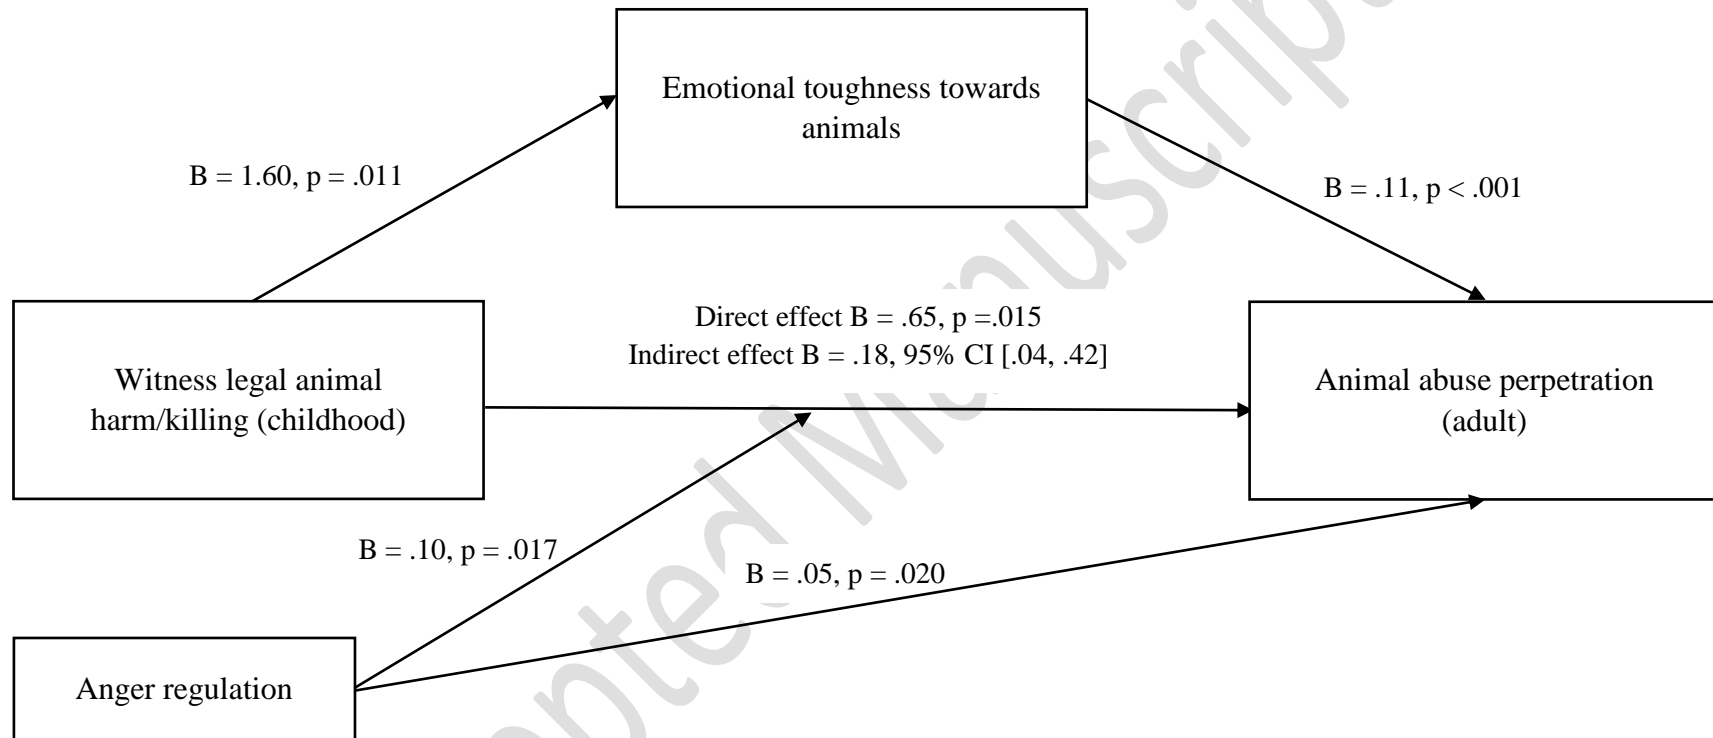 Emotional toughness towards
animals
B = 1.60, p = .011
B = .11, p < .001
Direct effect B = .65, p =.015
Indirect effect B = .18, 95% CI [.04, .42]
Witness legal animal
harm/killing (childhood)
Animal abuse perpetration
(adult)
B = .10, p = .017
B = .05, p = .020
Anger regulation